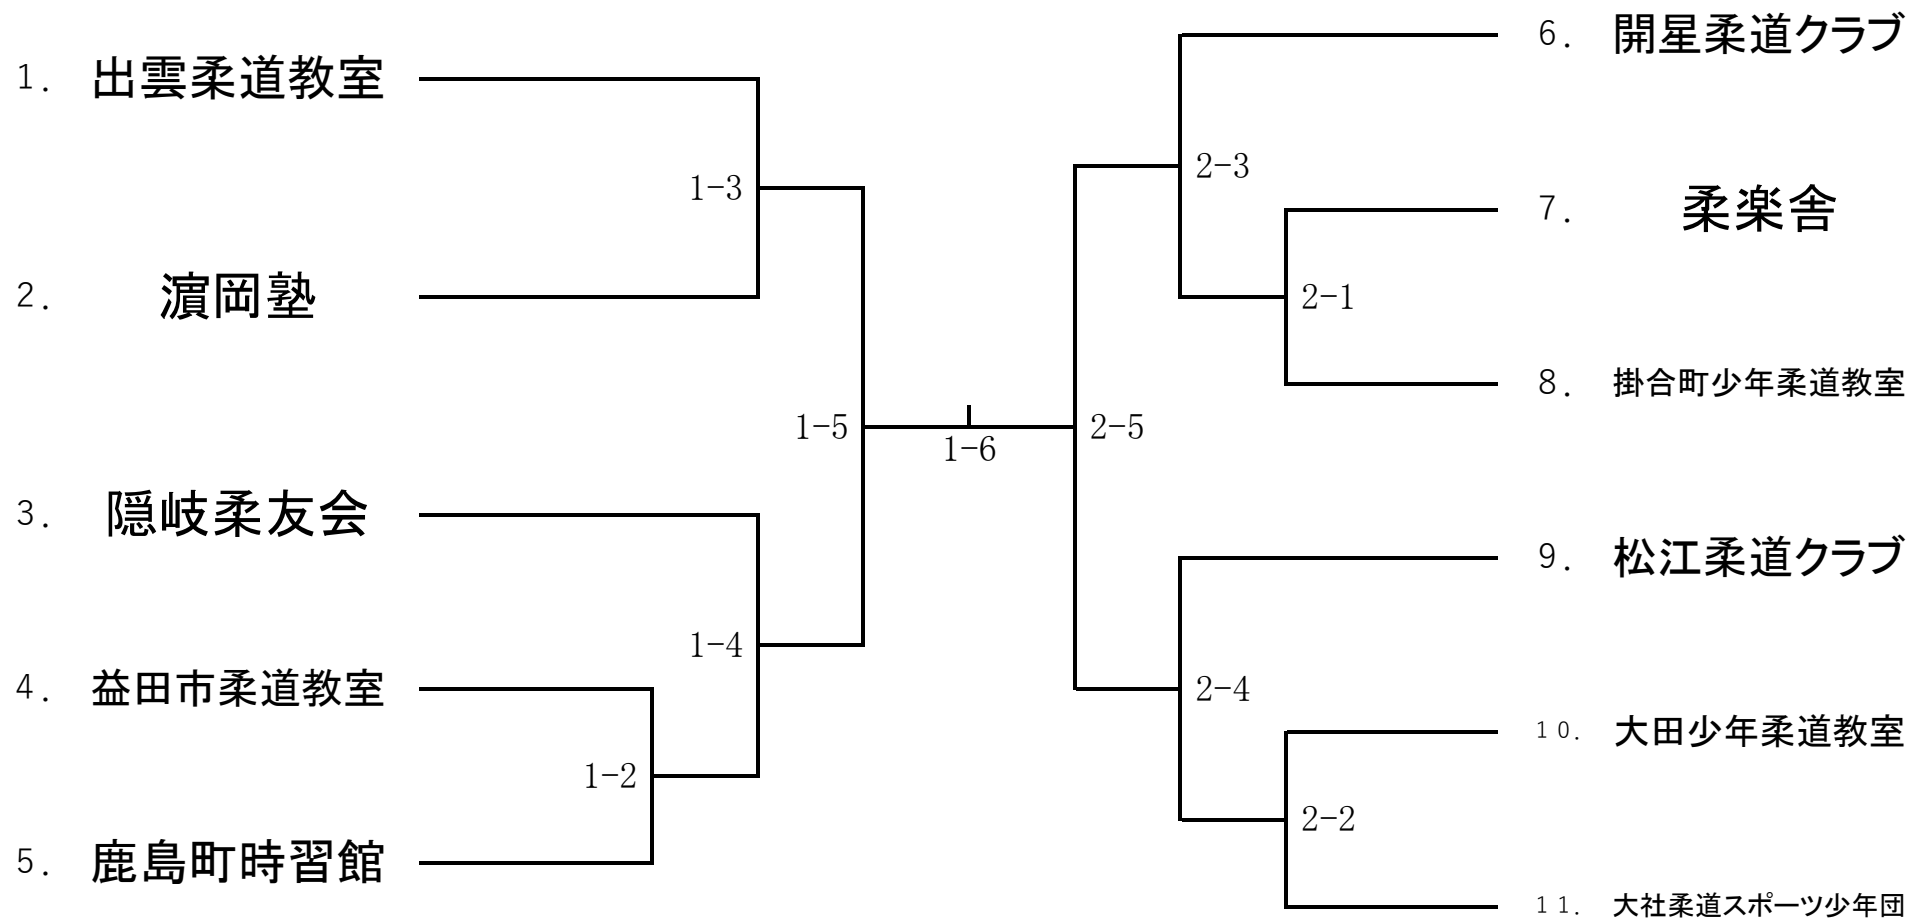 1. 出雲柔道教室
2. 濵岡塾
3. 隠岐柔友会
4. 益田市柔道教室
5. 鹿島町時習館
1-3
1-4
1-2
1-5
1-6
2-5
2-3
2-1
2-4
2-2
6. 開星柔道クラブ
7. 柔楽舎
8. 掛合町少年柔道教室
9. 松江柔道クラブ
10. 大田少年柔道教室
11. 大社柔道スポーツ少年団